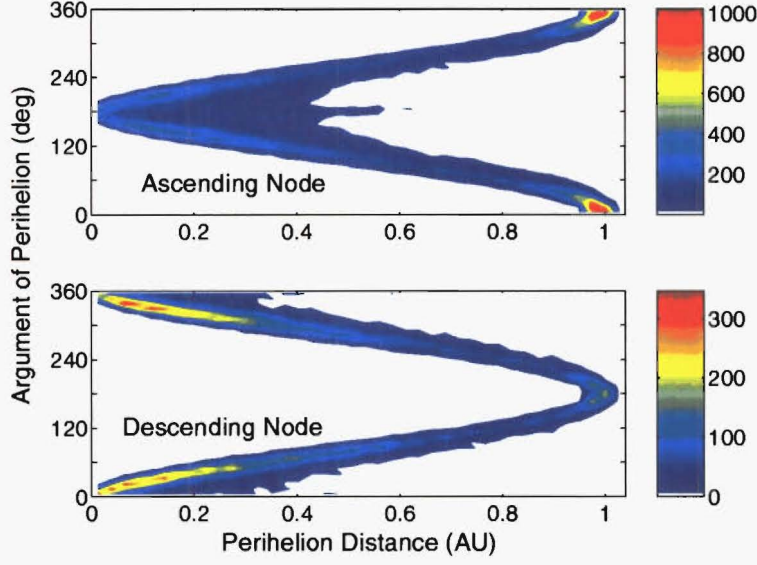 Argument of Perihelion (deg)
360
240
120
0
Ascending Node
0 0.2 0.4 0.6 0.8 1
1000
800
600
400
200
360
240
120
0
Descending Node
0 0.2 0.4 0.6 0.8 1
Perihelion Distance (AU)
300
200
100
0